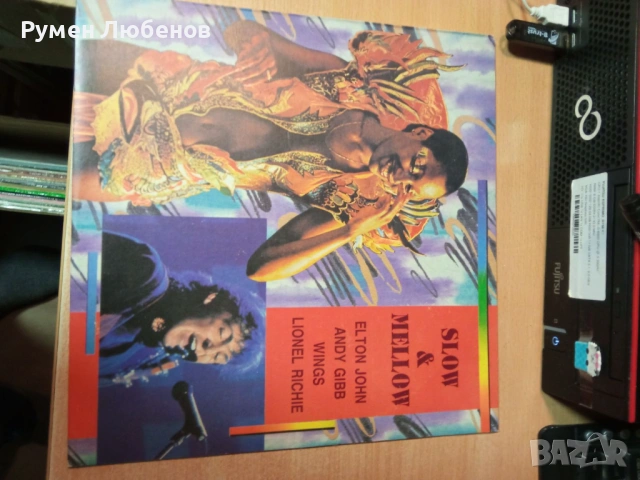 Румен Любенов
SLOW
&
MELLOW
ELTON JOHN
ANDY GIBB
WINGS
LIONEL RICHIE
FUJITSU
BAZAR